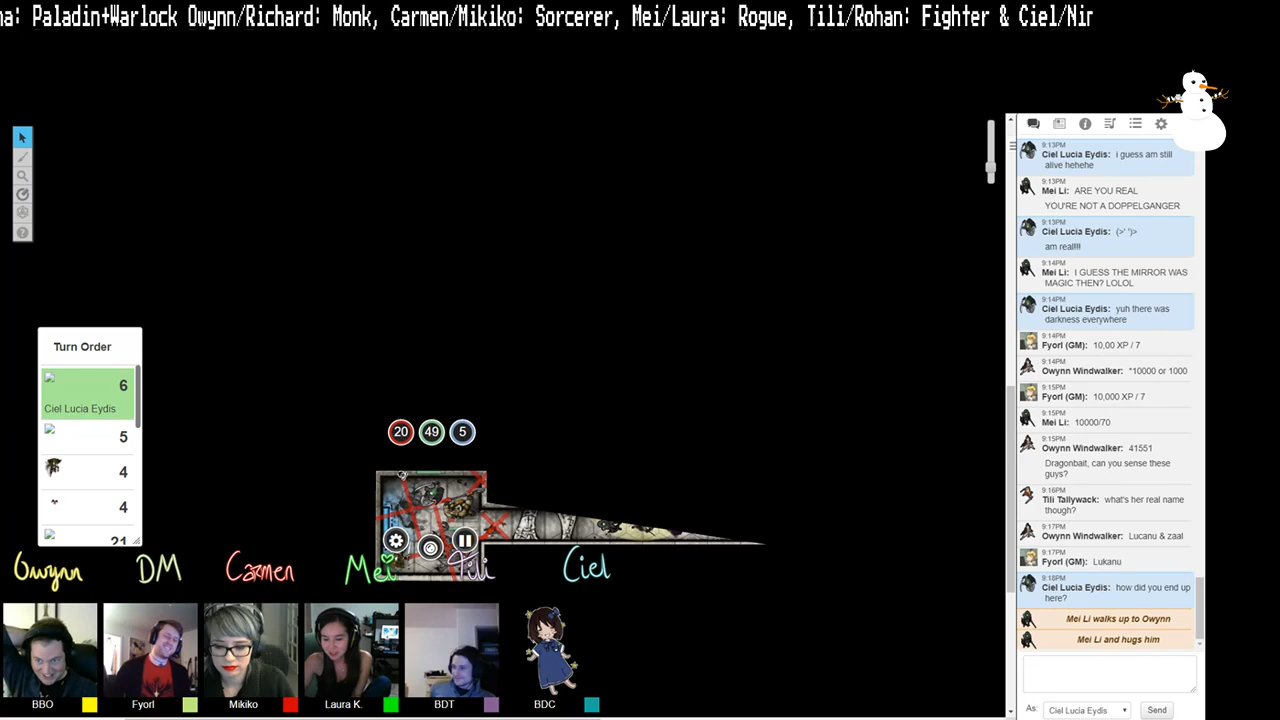 na: Paladin+Warlock Owynn/Richard: Monk, Carmen/Mikiko: Sorcerer, Mei/Laura: Rogue, Tili/Rohan: Fighter & Ciel/Nir
9:13PM
Ciel Lucia Eydis: i guess am still
alive hehehe
9:13PM
Mei Li: ARE YOU REAL
YOU'RE NOT A DOPPELGANGER
9:13PM
Ciel Lucia Eydis: (>' ')>
am real!!!!
9:14PM
Mei Li: I GUESS THE MIRROR WAS
MAGIC THEN? LOLOL
9:14PM
Ciel Lucia Eydis: yuh there was
darkness everywhere
9:14PM
Fyorl (GM): 10,00 XP / 7
9:14PM
Owynn Windwalker: "10000 or 1000
9:15PM
Fyorl (GM): 10,000 XP / 7
9:15PM
Mei Li: 10000/70
9:15PM
Owynn Windwalker: 41551
Dragonbait, can you sense these
guys?
9:16PM
Tili Tallywack: what's her real name
though?
9:17PM
Owynn Windwalker: Lucanu & zaal
9:17PM
Fyorl (GM): Lukanu
9:18PM
Ciel Lucia Eydis: how did you end up
here?
Mei Li walks up to Owynn
Mei Li and hugs him
As: Ciel Lucia Eydis Send
Turn Order
6
Ciel Lucia Eydis
5
4
4
21
20 49 5
Owynn DM Carmen Mei Tili Ciel
BBO Fyorl Mikiko Laura K. BDT BDC